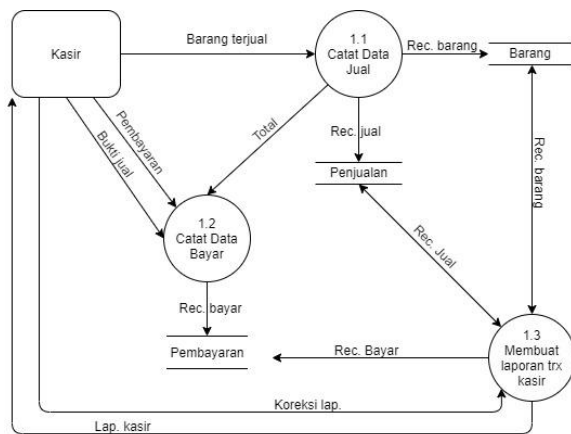 Kasir
Barang terjual
1.1
Catat Data
Jual
Rec. barang
Barang
Pembayaran
Bukti jual
Total
Rec. jual
Penjualan
Rec. barang
1.2
Catat Data
Bayar
Rec. Jual
Rec. bayar
Pembayaran
Rec. Bayar
1.3
Membuat
laporan trx
kasir
Koreksi lap.
Lap. kasir